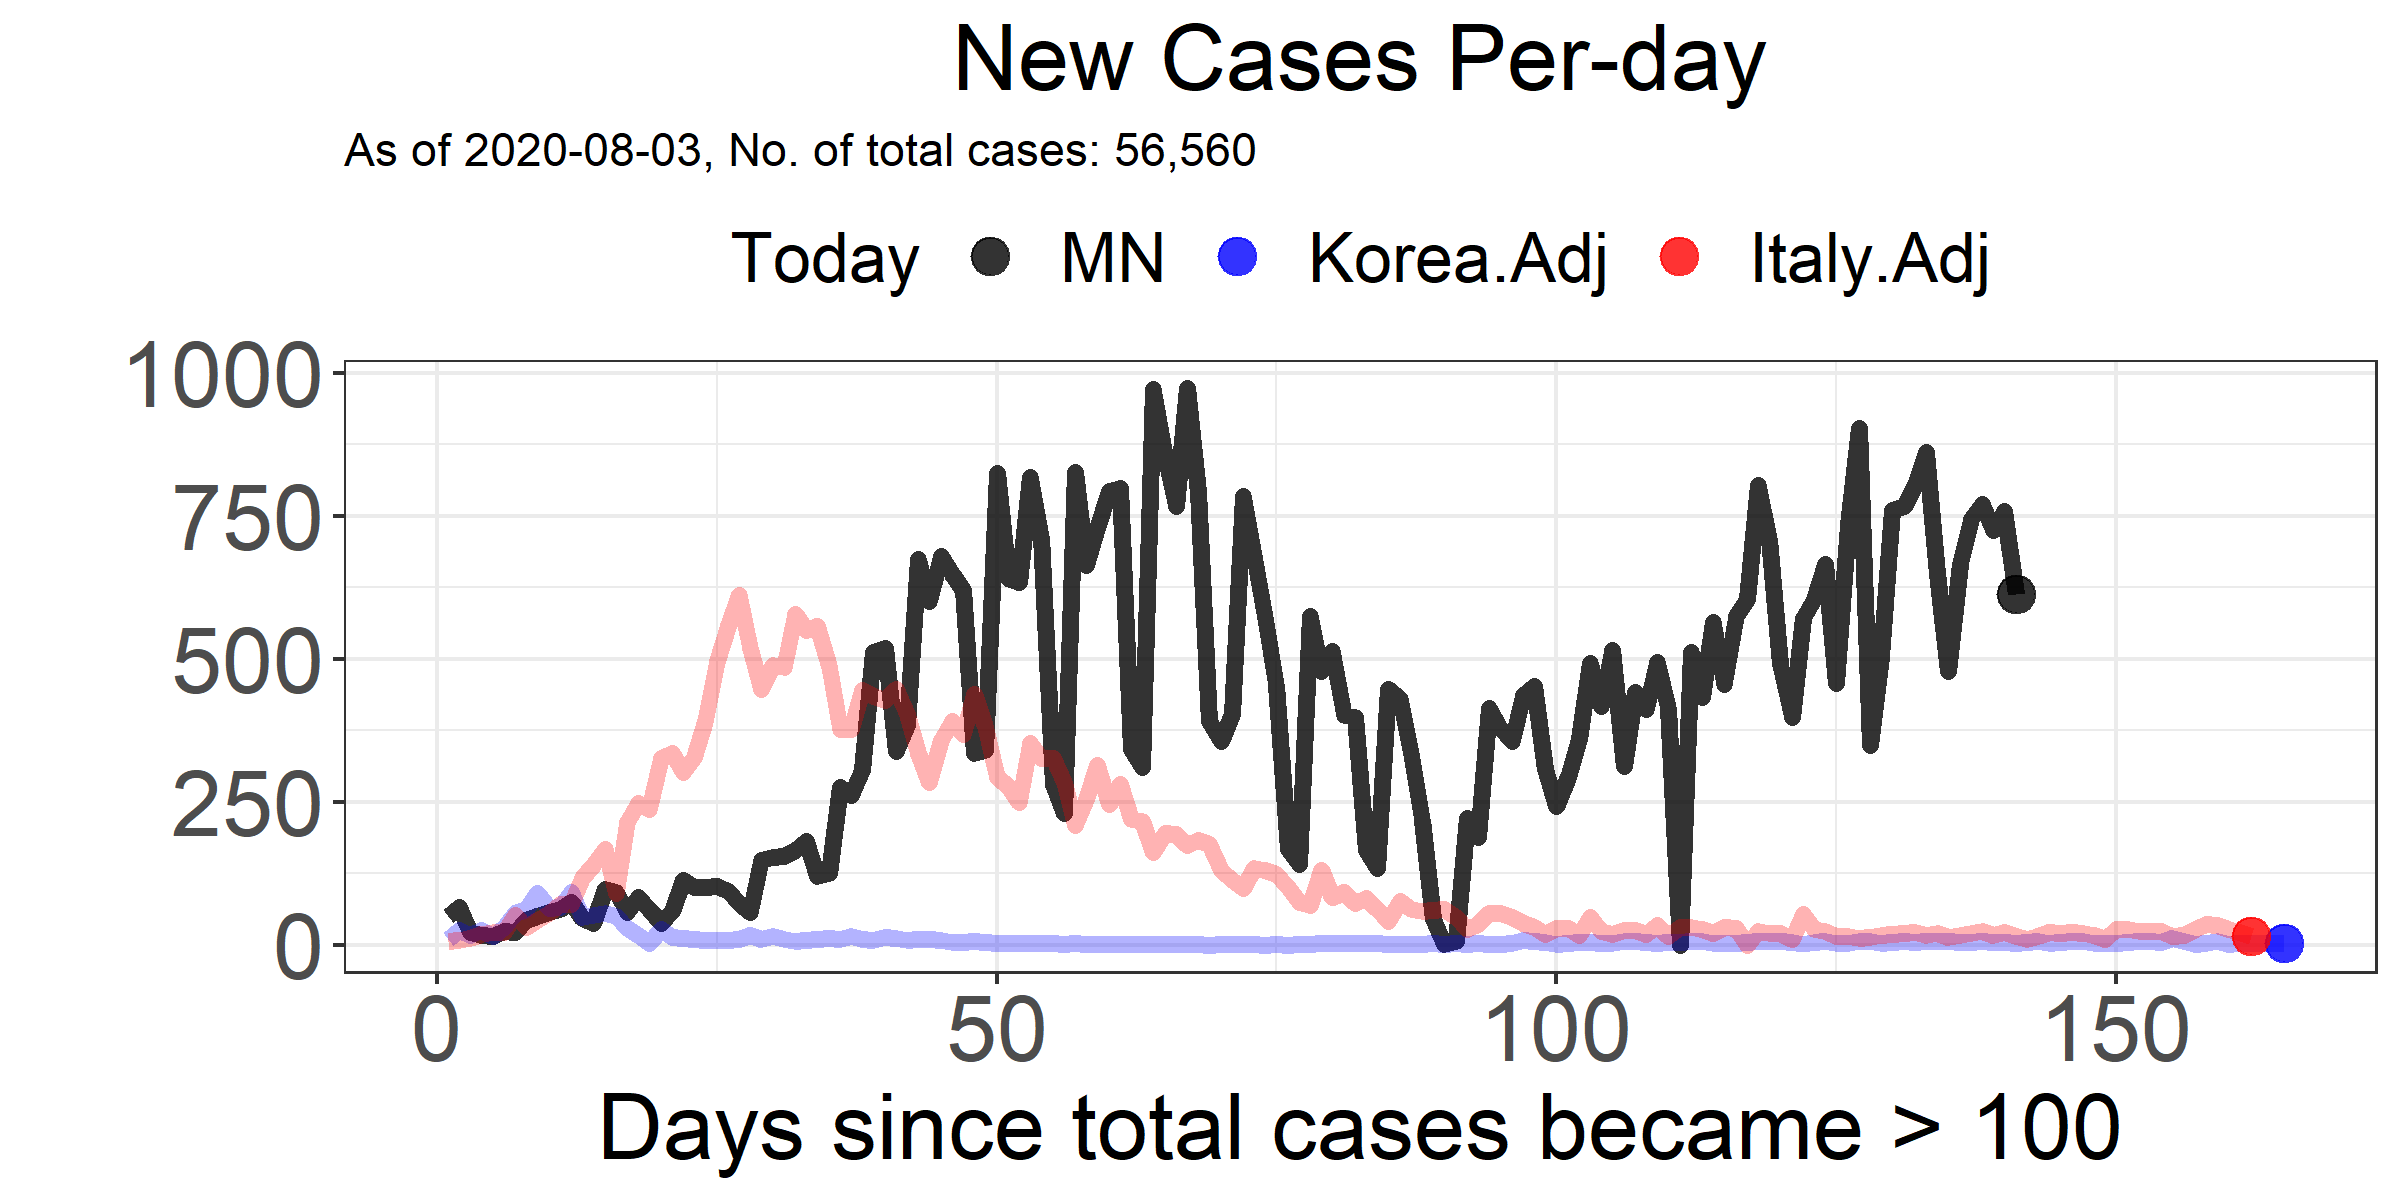 New Cases Per-day
As of 2020-08-03, No. of total cases: 56,560
Today MN Korea.Adj Italy.Adj
1000
750
500
250
0
0 50 100 150
Days since total cases became > 100